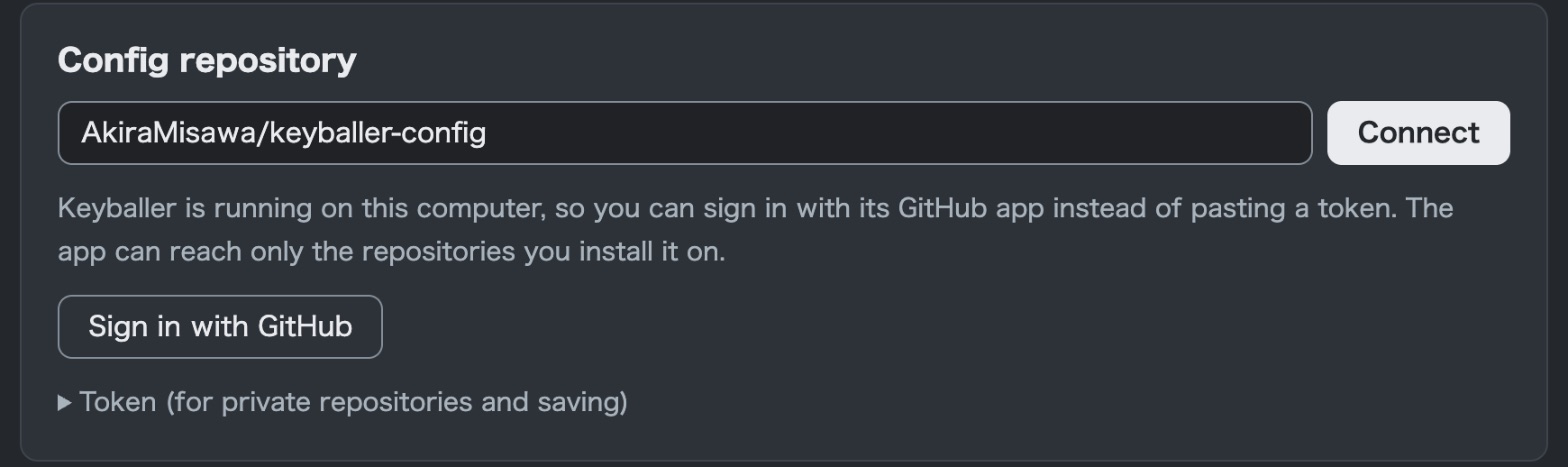 Config repository
AkiraMisawa/keyballer-config
Connect
Keyballer is running on this computer, so you can sign in with its GitHub app instead of pasting a token. The
app can reach only the repositories you install it on.
Sign in with GitHub
▶ Token (for private repositories and saving)